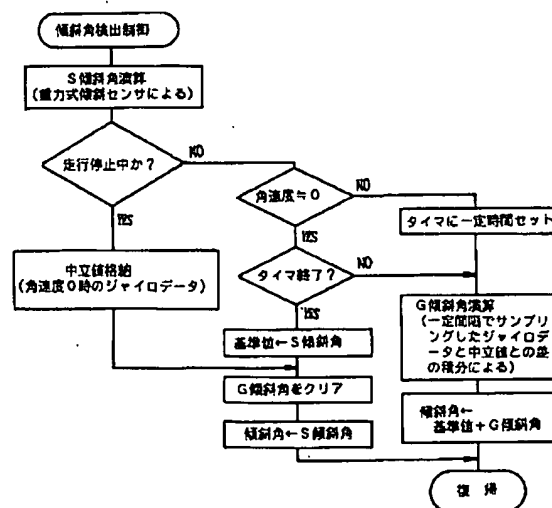 傾斜角検出制御
S傾斜角演算
(重力式傾斜センサによる)
走行停止中か？
NO
YES
角速度≒0
NO
YES
タイマに一定時間セット
中立値格納
(角速度0時のジャイロデータ)
タイマ終了？
NO
YES
基準値←S傾斜角
G傾斜角をクリア
傾斜角←S傾斜角
G傾斜角演算
(一定間隔でサンプリ
ングしたジャイロデ
ータと中立値との差
の積分による)
傾斜角←
基準値+G傾斜角
復帰